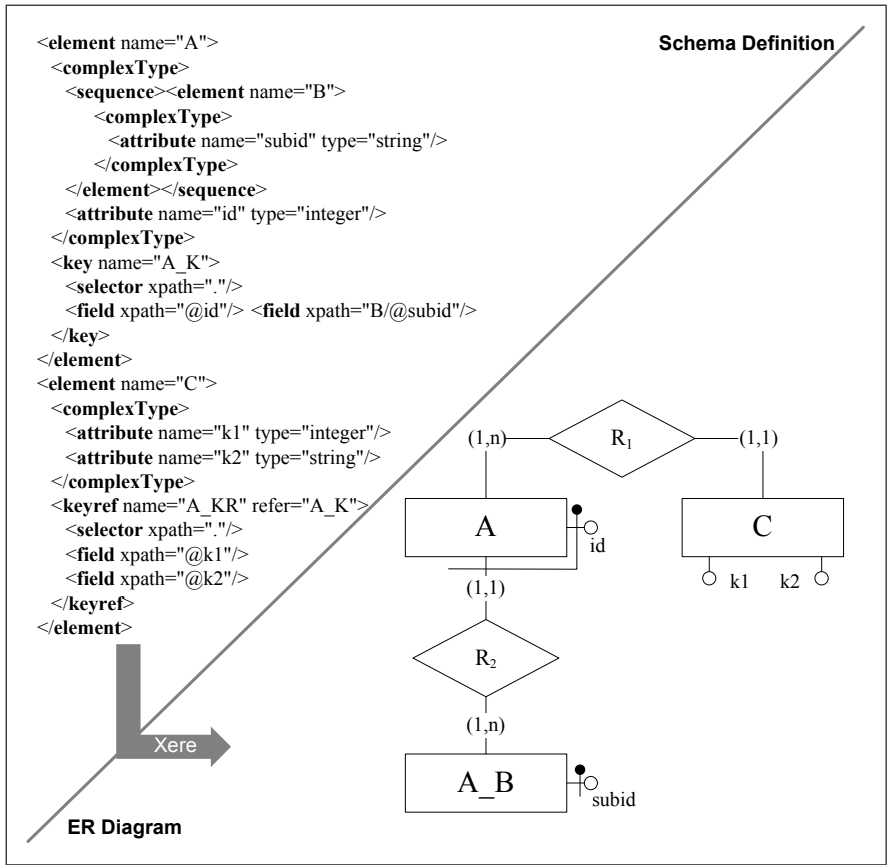 Schema Definition
<element name="A">
<complexType>
<sequence><element name="B">
<complexType>
<attribute name="subid" type="string"/>
</complexType>
</element></sequence>
<attribute name="id" type="integer"/>
</complexType>
<key name="A_K">
<selector xpath="."/>
<field xpath="@id"/> <field xpath="B/@subid"/>
</key>
</element>
<element name="C">
<complexType>
<attribute name="k1" type="integer"/>
<attribute name="k2" type="string"/>
</complexType>
<keyref name="A_KR" refer="A_K">
<selector xpath="."/>
<field xpath="@k1"/>
<field xpath="@k2"/>
</keyref>
</element>
Xere
ER Diagram
(1,n) R1 (1,1)
A
id
C
k1 k2
(1,1)
R2
(1,n)
A_B
subid